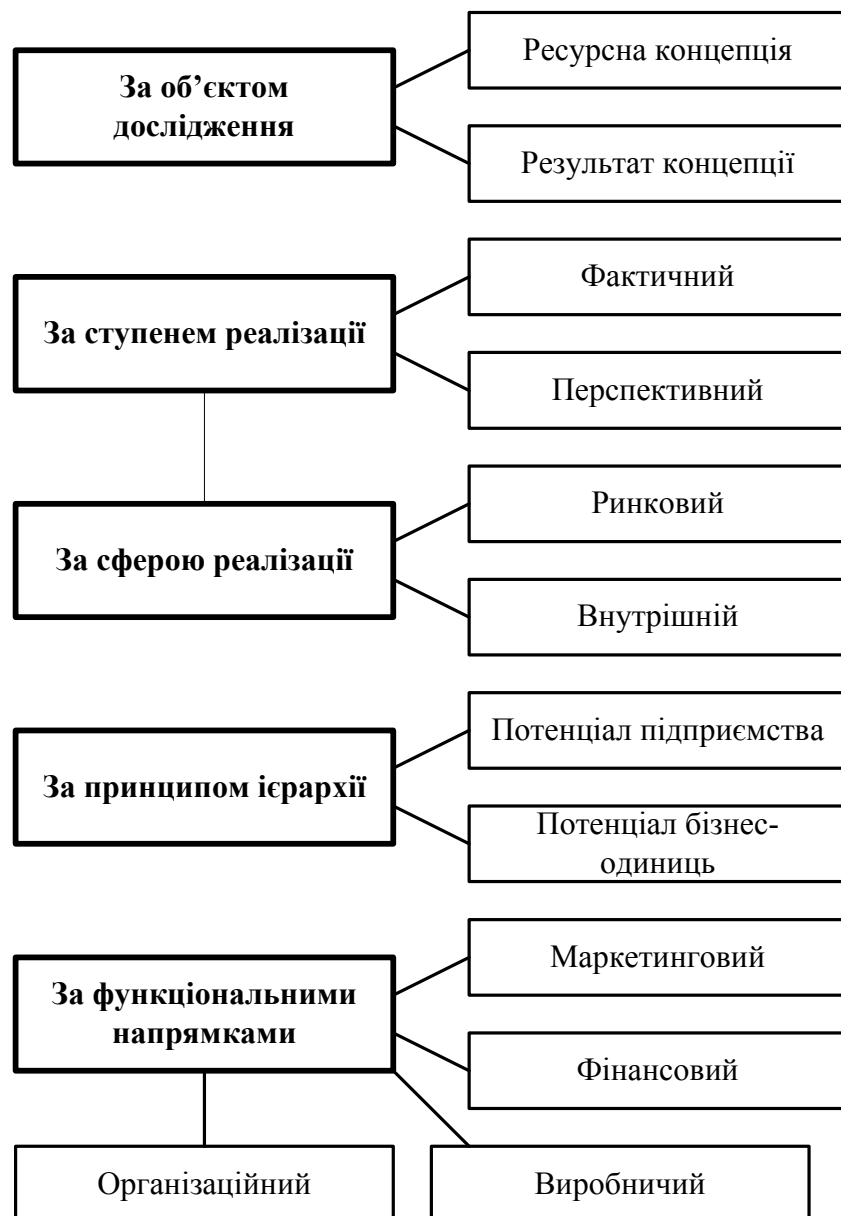 За об’єктом
дослідження
Ресурсна концепція
Результат концепції
За ступенем реалізації
Фактичний
Перспективний
За сферою реалізації
Ринковий
Внутрішній
За принципом ієрархії
Потенціал підприємства
Потенціал бізнес-
одиниць
За функціональними
напрямками
Маркетинговий
Фінансовий
Організаційний
Виробничий